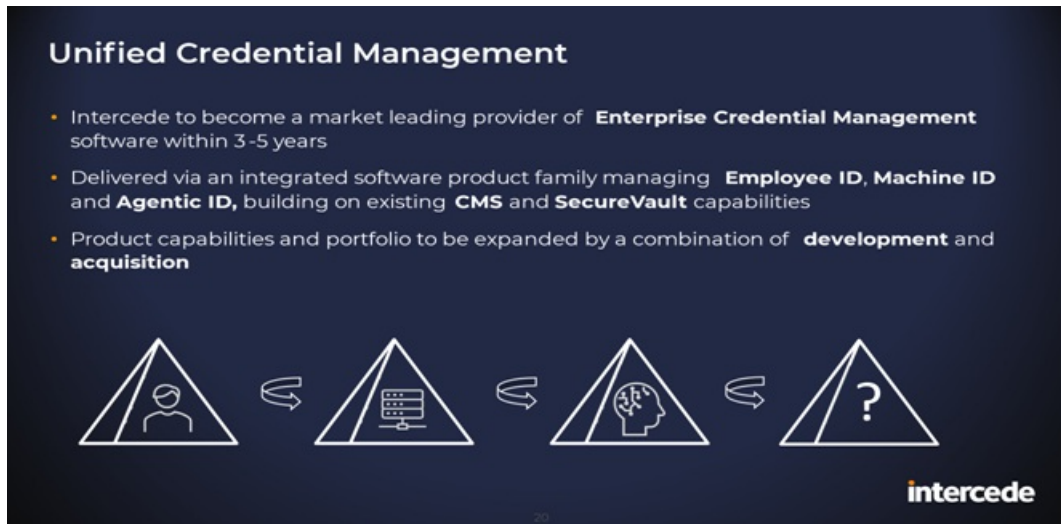 Unified Credential Management
• Intercede to become a market leading provider of Enterprise Credential Management
software within 3-5 years
• Delivered via an integrated software product family managing Employee ID, Machine ID
and Agentic ID, building on existing CMS and SecureVault capabilities
• Product capabilities and portfolio to be expanded by a combination of development and
acquisition
?
intercede
20